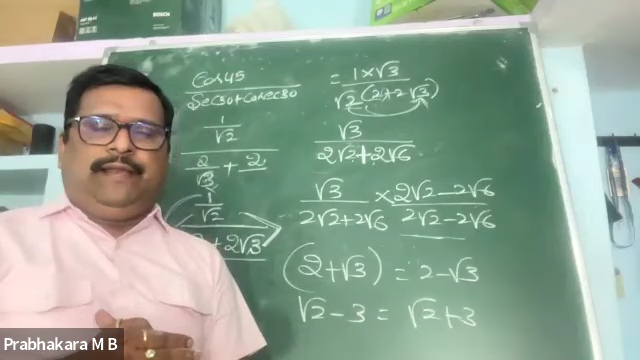 BOSCH
Cos45
Sec30+Cosec30
1
√2
2
√3
+ 2
1
√2
+ 2√3
= 1×√3
√2 (2+2√3)
√3
2√2+2√6
√3 × 2√2-2√6
2√2+2√6 2√2-2√6
(2+√3) = 2-√3
√2-3 = √2+3
Prabhakara M B